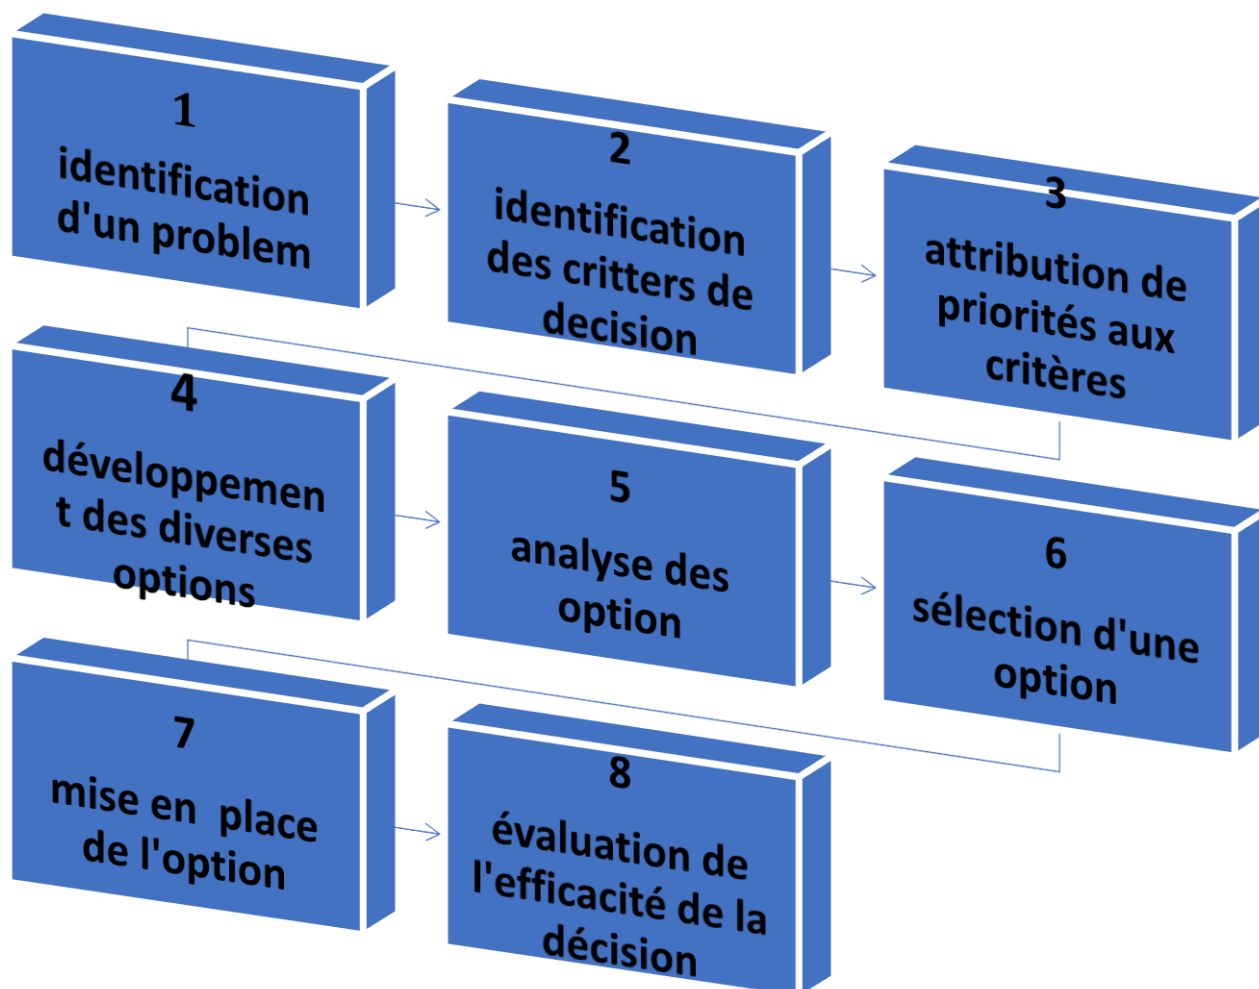 1
identification
d'un problem
2
identification
des critters de
decision
3
attribution de
priorités aux
critères
4
développemen
t des diverses
options
5
analyse des
option
6
sélection d'une
option
7
mise en  place
de l'option
8
évaluation de
l'efficacité de la
décision